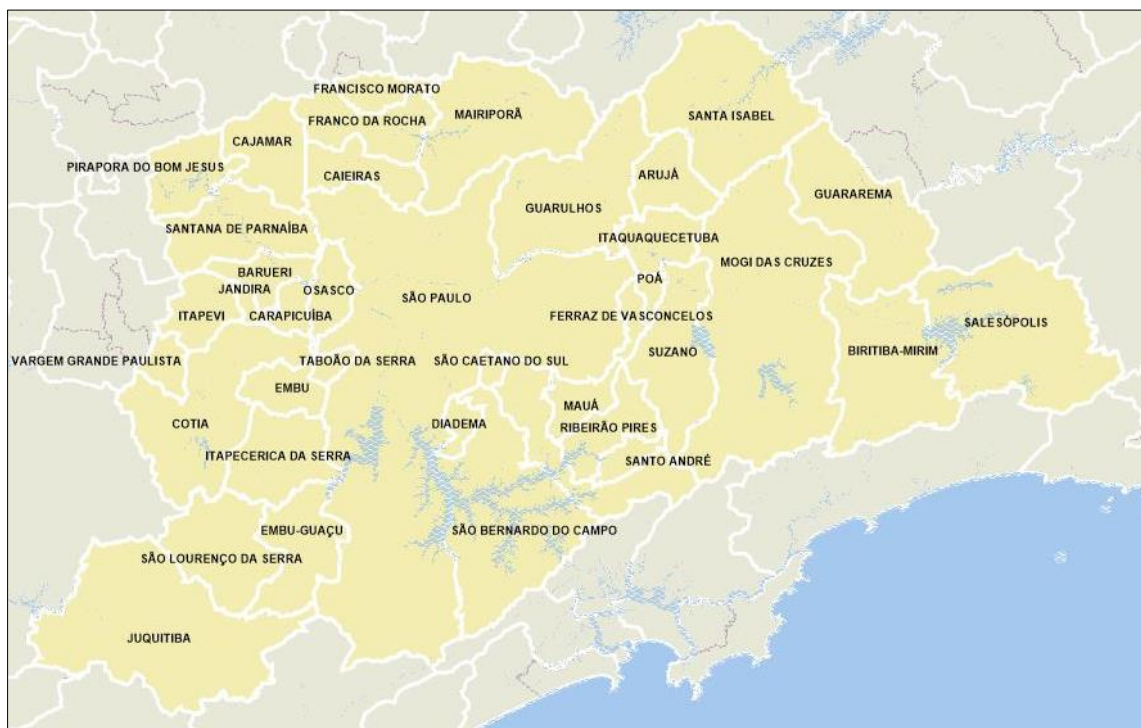 FRANCISCO MORATO
MAIRIPORÃ
SANTA ISABEL
FRANCO DA ROCHA
CAJAMAR
PIRAPORA DO BOM JESUS
CAIEIRAS
ARUJÁ
GUARAREMA
GUARULHOS
SANTANA DE PARNAÍBA
ITAQUAQUECETUBA
MOGI DAS CRUZES
BARUERI
POÁ
JANDIRA
OSASCO
SÃO PAULO
ITAPEVI
CARAPICUÍBA
FERRAZ DE VASCONCELOS
SALESÒPOLIS
SUZANO
BIRITIBA-MIRIM
VARGEM GRANDE PAULISTA
TABOÃO DA SERRA
SÃO CAETANO DO SUL
EMBU
MAUÁ
COTIA
DIADEMA
RIBEIRÃO PIRES
ITAPECERICA DA SERRA
SANTO ANDRÉ
EMBU-GUAÇU
SÃO BERNARDO DO CAMPO
SÃO LOURENÇO DA SERRA
JUQUITIBA